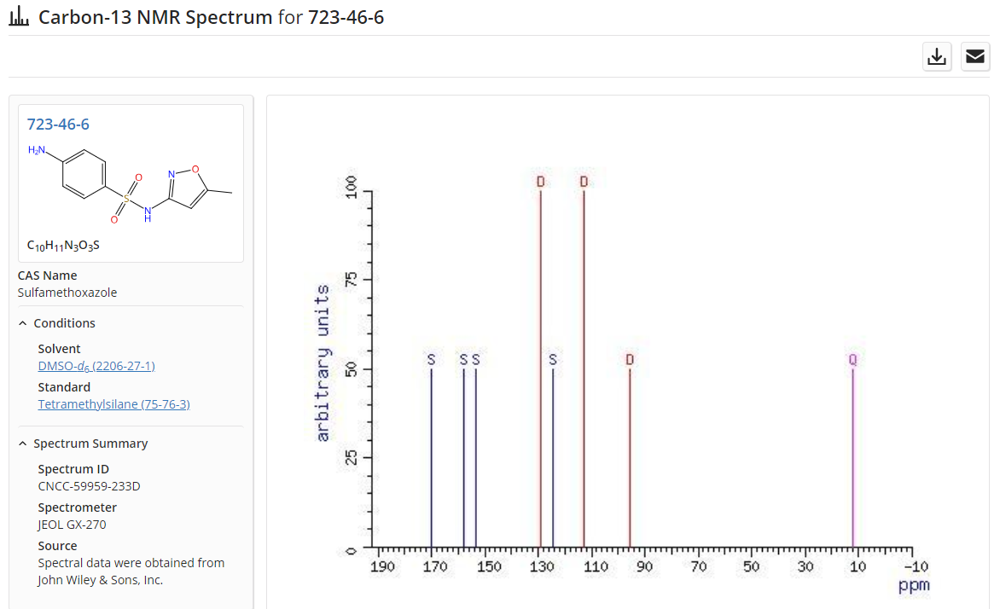 Carbon-13 NMR Spectrum for 723-46-6
723-46-6
H₂N
O
S
O
N
H
N
O
C₁₀H₁₁N₃O₃S
CAS Name
Sulfamethoxazole
Conditions
Solvent
DMSO-d₆ (2206-27-1)
Standard
Tetramethylsilane (75-76-3)
Spectrum Summary
Spectrum ID
CNCC-59959-233D
Spectrometer
JEOL GX-270
Source
Spectral data were obtained from
John Wiley & Sons, Inc.
arbitrary units
100
75
50
25
0
D D
S S S S D Q
190 170 150 130 110 90 70 50 30 10 -10
ppm